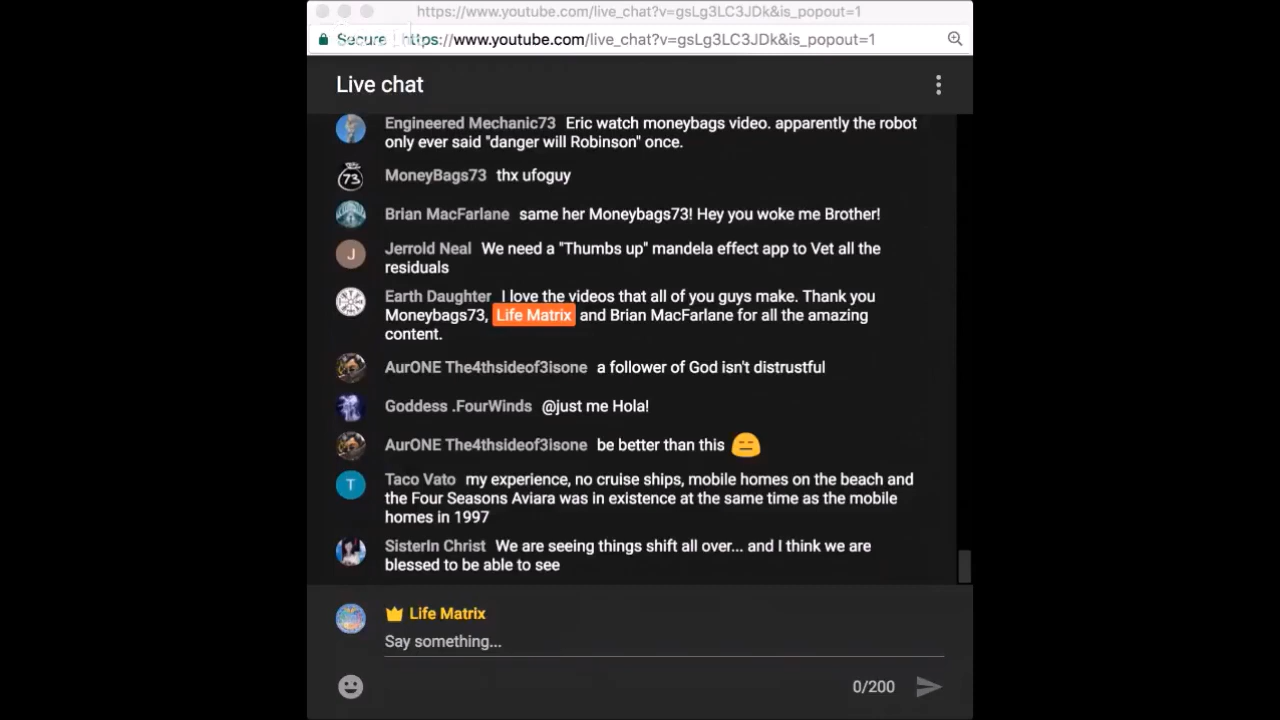 https://www.youtube.com/live_chat?v=gsLg3LC3JDk&is_popout=1
Secure https://www.youtube.com/live_chat?v=gsLg3LC3JDk&is_popout=1
Live chat
Engineered Mechanic73 Eric watch moneybags video. apparently the robot
only ever said "danger will Robinson" once.
73 MoneyBags73 thx ufoguy
Brian MacFarlane same her Moneybags73! Hey you woke me Brother!
J Jerrold Neal We need a "Thumbs up" mandela effect app to Vet all the
residuals
Earth Daughter I love the videos that all of you guys make. Thank you
Moneybags73, Life Matrix and Brian MacFarlane for all the amazing
content.
AurONE The4thsideof3isone a follower of God isn't distrustful
Goddess .FourWinds @just me Hola!
AurONE The4thsideof3isone be better than this 😑
T Taco Vato my experience, no cruise ships, mobile homes on the beach and
the Four Seasons Aviara was in existence at the same time as the mobile
homes in 1997
SisterIn Christ We are seeing things shift all over... and I think we are
blessed to be able to see
Life Matrix
Say something...
0/200